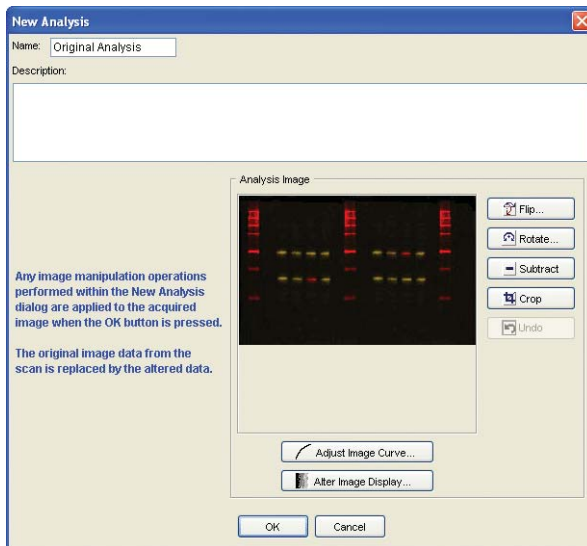 New Analysis
Name: Original Analysis
Description:
Analysis Image
Flip...
Rotate...
Subtract
Crop
Undo
Any image manipulation operations
performed within the New Analysis
dialog are applied to the acquired
image when the OK button is pressed.
The original image data from the
scan is replaced by the altered data.
Adjust Image Curve...
Alter Image Display...
OK Cancel